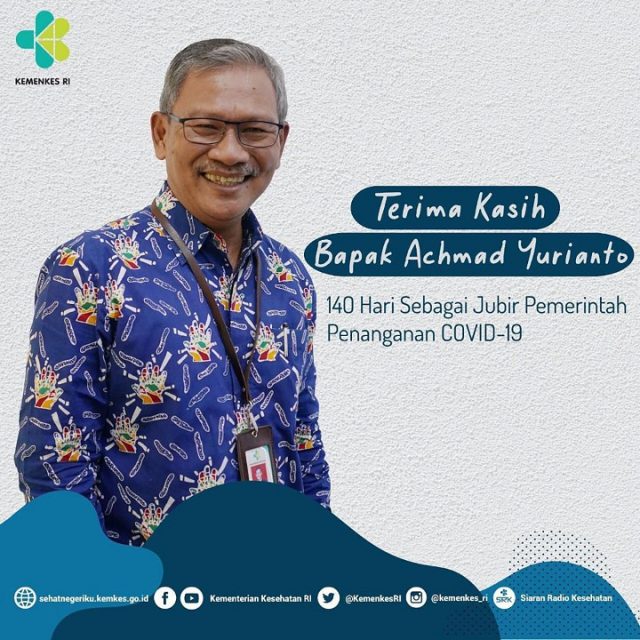 KEMENKES RI
Terima Kasih
Bapak Achmad Yurianto
140 Hari Sebagai Jubir Pemerintah
Penanganan COVID-19
sehatnegeriku.kemkes.go.id
Kementerian Kesehatan RI
@KemenkesRI
@kemenkes_ri
SRK
Siaran Radio Kesehatan